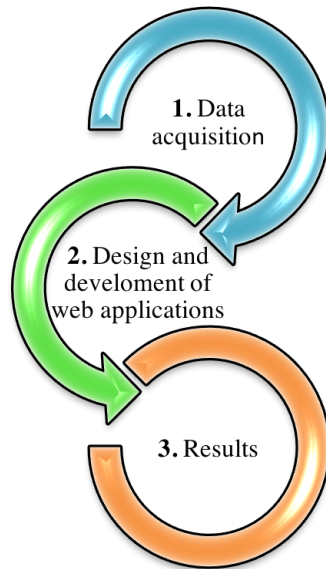 1. Data
acquisition
2. Design and
develoment of
web applications
3. Results